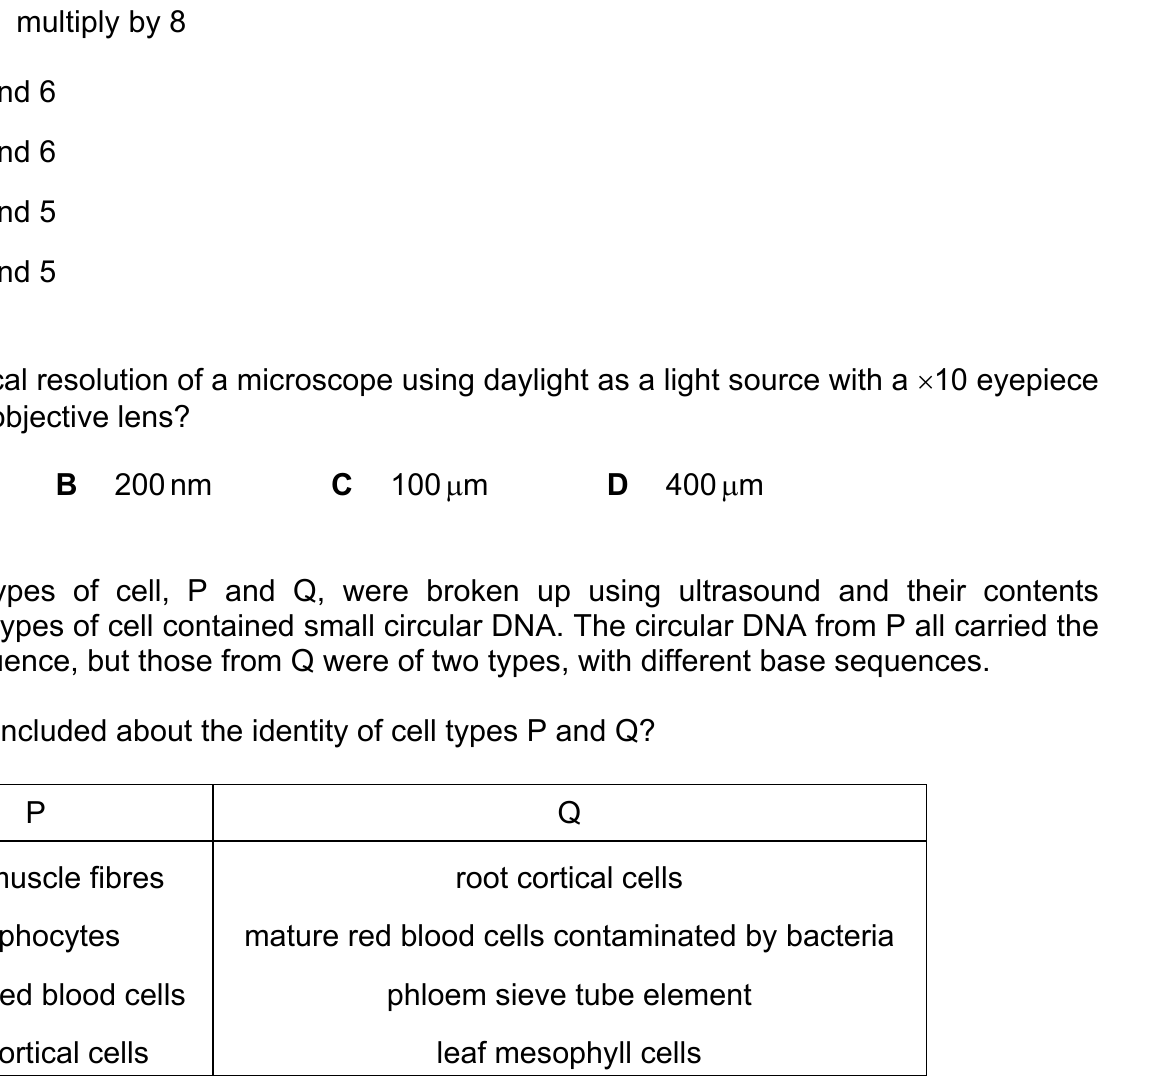 multiply by 8
nd 6
nd 6
nd 5
nd 5
cal resolution of a microscope using daylight as a light source with a ×10 eyepiece
objective lens?
B 200 nm C 100 µm D 400 µm
ypes of cell, P and Q, were broken up using ultrasound and their contents
ypes of cell contained small circular DNA. The circular DNA from P all carried the
uence, but those from Q were of two types, with different base sequences.
ncluded about the identity of cell types P and Q?
P Q
muscle fibres root cortical cells
phocytes mature red blood cells contaminated by bacteria
ed blood cells phloem sieve tube element
ortical cells leaf mesophyll cells